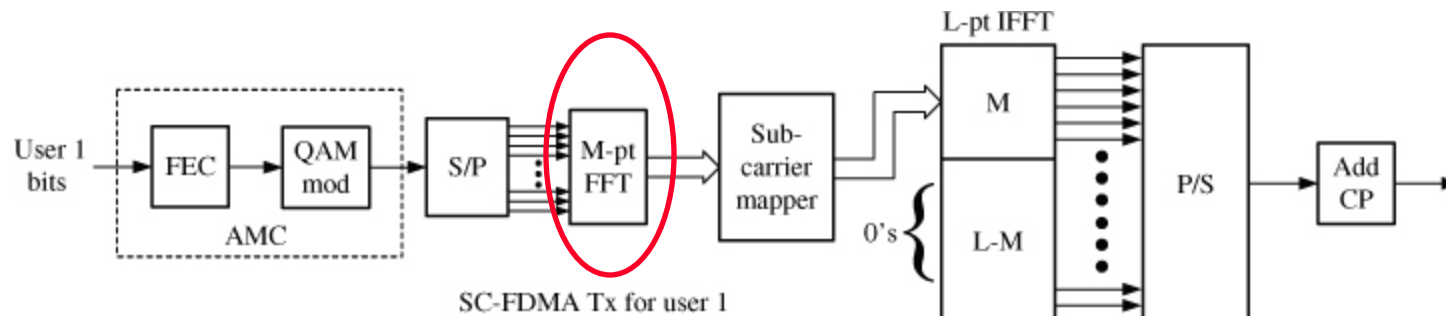 L-pt IFFT
User 1
bits
FEC
QAM
mod
AMC
S/P
M-pt
FFT
Sub-
carrier
mapper
M
0's
L-M
P/S
Add
CP
SC-FDMA Tx for user 1